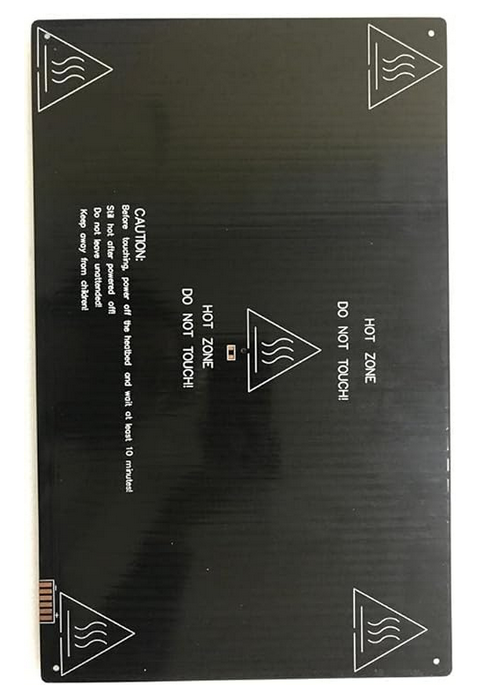 HOT ZONE
DO NOT TOUCH!
HOT ZONE
DO NOT TOUCH!!
CAUTION:
Before touching, power off the heatbed and wait at least 10 minutes!
Still hot after powered off!
Do not leave unattended!
Keep away from children!